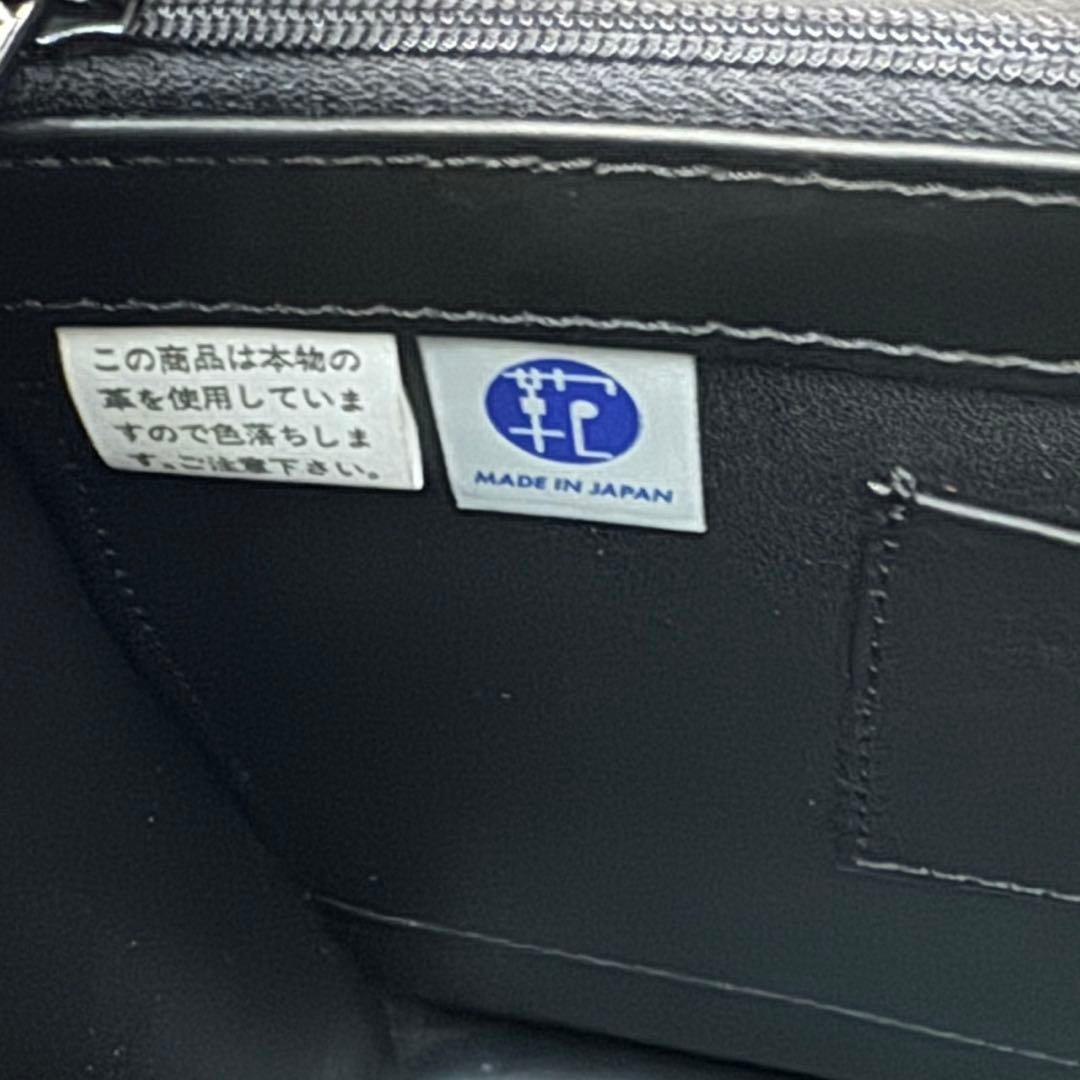 この商品は本物の
革を使用していま
すので色落ちしま
す。ご注意下さい。
鞄
MADE IN JAPAN